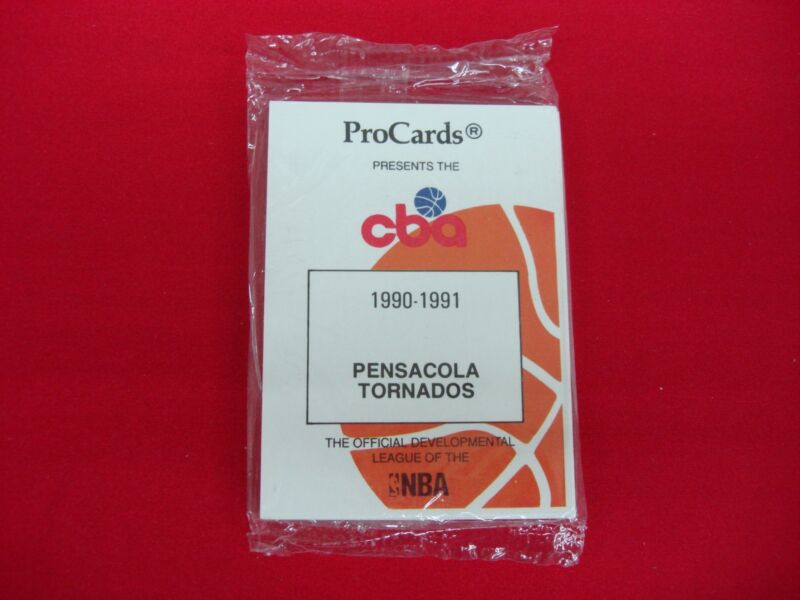 ProCards®
PRESENTS THE
cba
1990-1991
PENSACOLA
TORNADOS
THE OFFICIAL DEVELOPMENTAL
LEAGUE OF THE
NBA